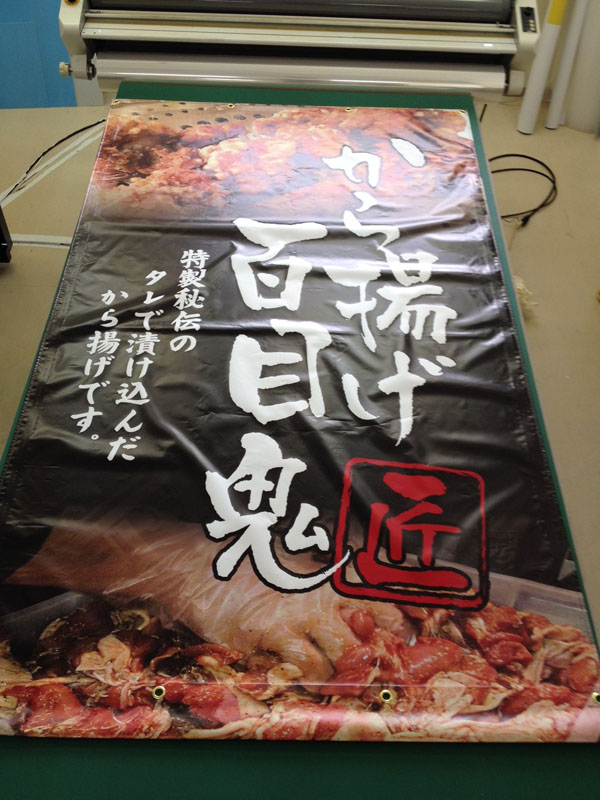 から揚げ
百目鬼
匠
特製秘伝の
タレで漬け込んだ
から揚げです。